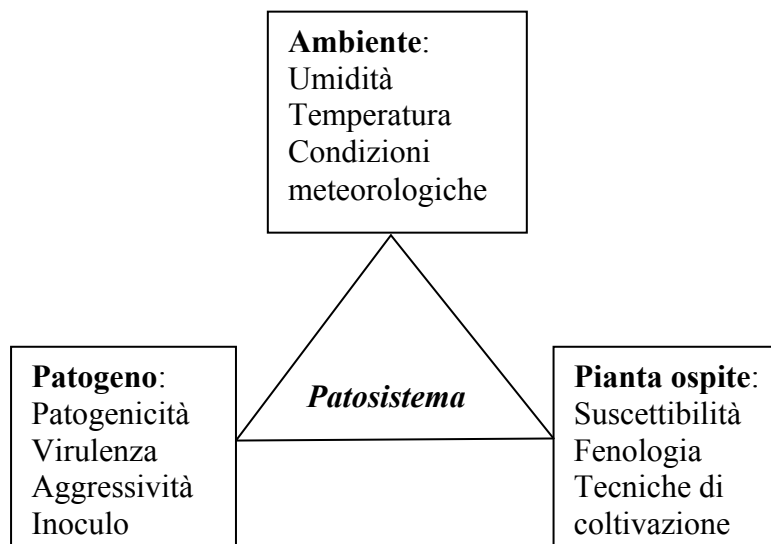 Ambiente:
Umidità
Temperatura
Condizioni
meteorologiche
Patogeno:
Patogenicità
Virulenza
Aggressività
Inoculo
Patosistema
Pianta ospite:
Suscettibilità
Fenologia
Tecniche di
coltivazione